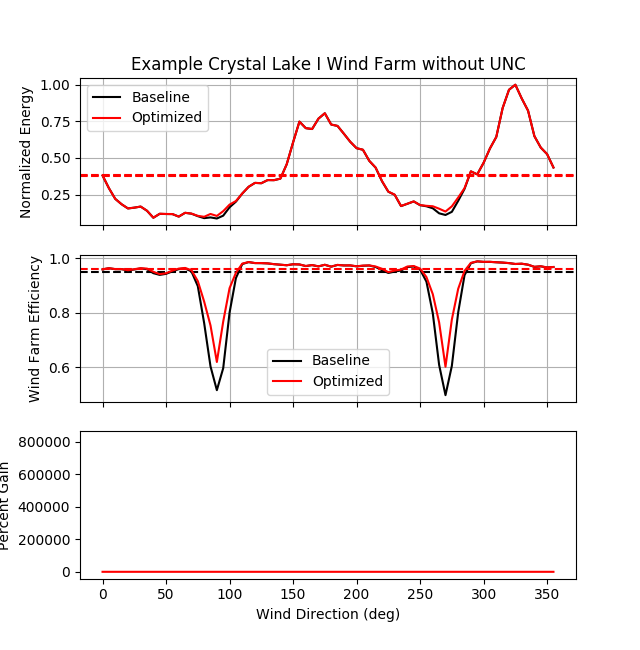 Example Crystal Lake I Wind Farm without UNC
Normalized Energy
1.00
0.75
0.50
0.25
Baseline
Optimized
Wind Farm Efficiency
1.0
0.8
0.6
Baseline
Optimized
Percent Gain
800000
600000
400000
200000
0
0 50 100 150 200 250 300 350
Wind Direction (deg)